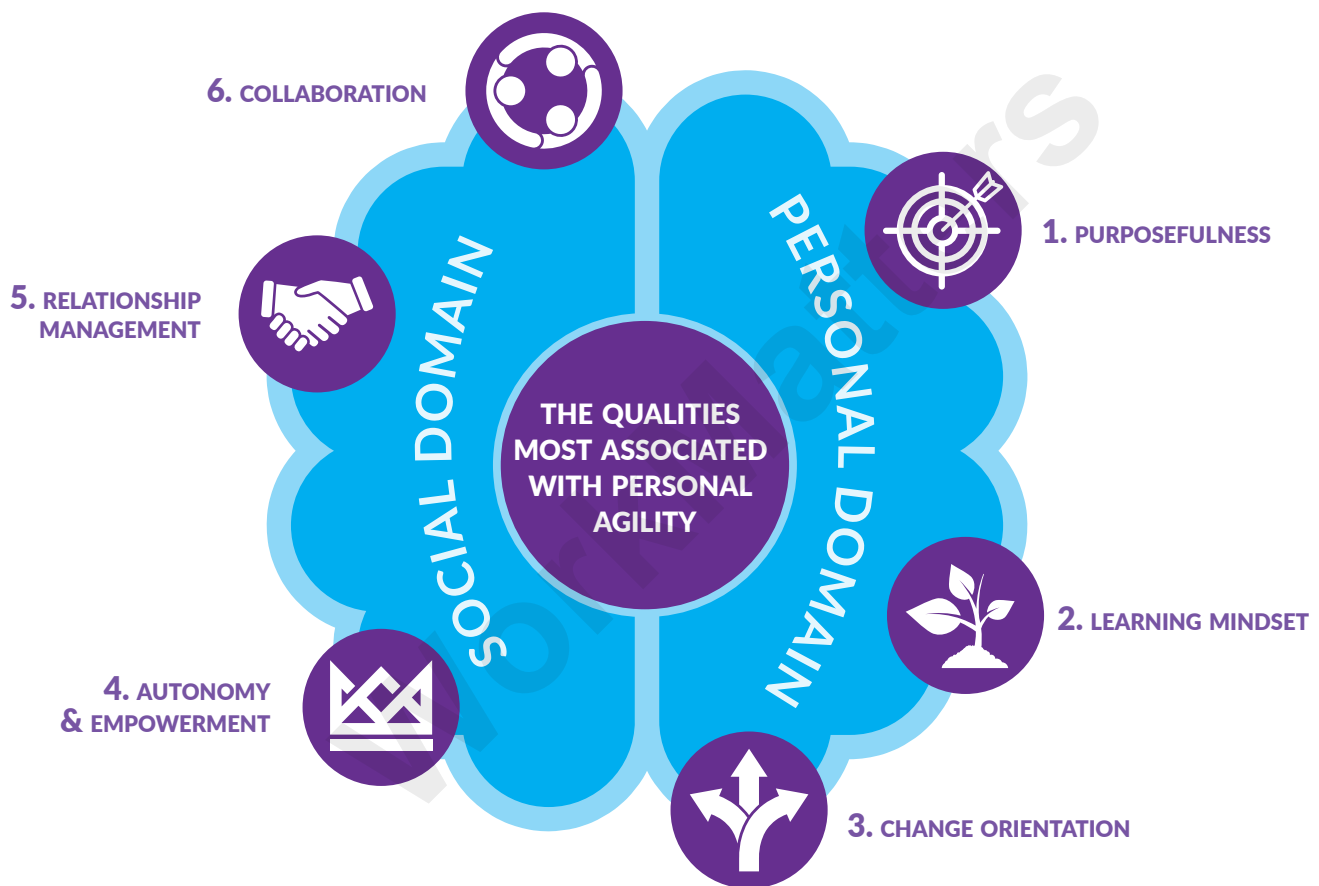 6. COLLABORATION
1. PURPOSEFULNESS
5. RELATIONSHIP
MANAGEMENT
SOCIAL DOMAIN
PERSONAL DOMAIN
THE QUALITIES
MOST ASSOCIATED
WITH PERSONAL
AGILITY
2. LEARNING MINDSET
4. AUTONOMY
& EMPOWERMENT
3. CHANGE ORIENTATION
WorkMatters